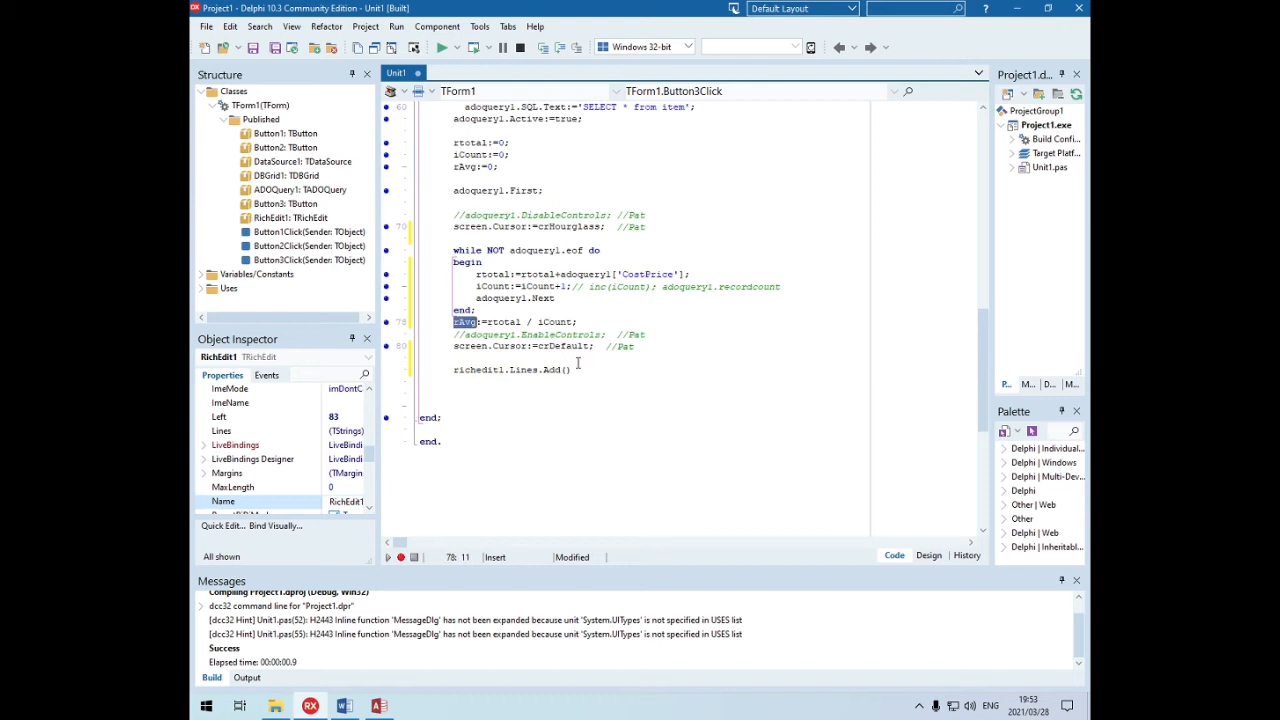 Project1 - Delphi 10.3 Community Edition - Unit1 [Built]
Default Layout
File Edit Search View Refactor Project Run Component Tools Tabs Help
Windows 32-bit
Structure
Classes
TForm1(TForm)
Published
Button1: TButton
Button2: TButton
DataSource1: TDataSource
DBGrid1: TDBGrid
ADOQuery1: TADOQuery
Button3: TButton
RichEdit1: TRichEdit
Button1Click(Sender: TObject)
Button2Click(Sender: TObject)
Button3Click(Sender: TObject)
Variables/Constants
Uses
Object Inspector
RichEdit1 TRichEdit
Properties Events
ImeMode imDontC
ImeName
Left 83
Lines (TStrings)
LiveBindings LiveBindi
LiveBinding Designer LiveBindi
Margins (TMargin
MaxLength 0
Name RichEdit1
Quick Edit... Bind Visually...
All shown
Unit1
TForm1 TForm1.Button3Click
60 adoquery1.SQL.Text:='SELECT * from item';
adoquery1.Active:=true;
rtotal:=0;
iCount:=0;
rAvg:=0;
adoquery1.First;
//adoquery1.DisableControls; //Pat
70 screen.Cursor:=crHourglass; //Pat
while NOT adoquery1.eof do
begin
rtotal:=rtotal+adoquery1['CostPrice'];
iCount:=iCount+1;// inc(iCount); adoquery1.recordcount
adoquery1.Next
end;
78 rAvg:=rtotal / iCount;
//adoquery1.EnableControls; //Pat
80 screen.Cursor:=crDefault; //Pat
richedit1.Lines.Add()
end;
end.
78: 11 Insert Modified
Code Design History
Project1.d...
ProjectGroup1
Project1.exe
Build Confi...
Target Platf...
Unit1.pas
P... M... D... M...
Palette
Delphi | Individual...
Delphi | Windows
Delphi | Multi-Dev...
Delphi
Other | Web
Other
Delphi | Web
Delphi | Inheritabl...
Messages
Compiling Project1.dproj (Debug, Win32)
dcc32 command line for "Project1.dpr"
[dcc32 Hint] Unit1.pas(52): H2443 Inline function 'MessageDlg' has not been expanded because unit 'System.UITypes' is not specified in USES list
[dcc32 Hint] Unit1.pas(55): H2443 Inline function 'MessageDlg' has not been expanded because unit 'System.UITypes' is not specified in USES list
Success
Elapsed time: 00:00:00.9
Build Output
ENG
19:53
2021/03/28